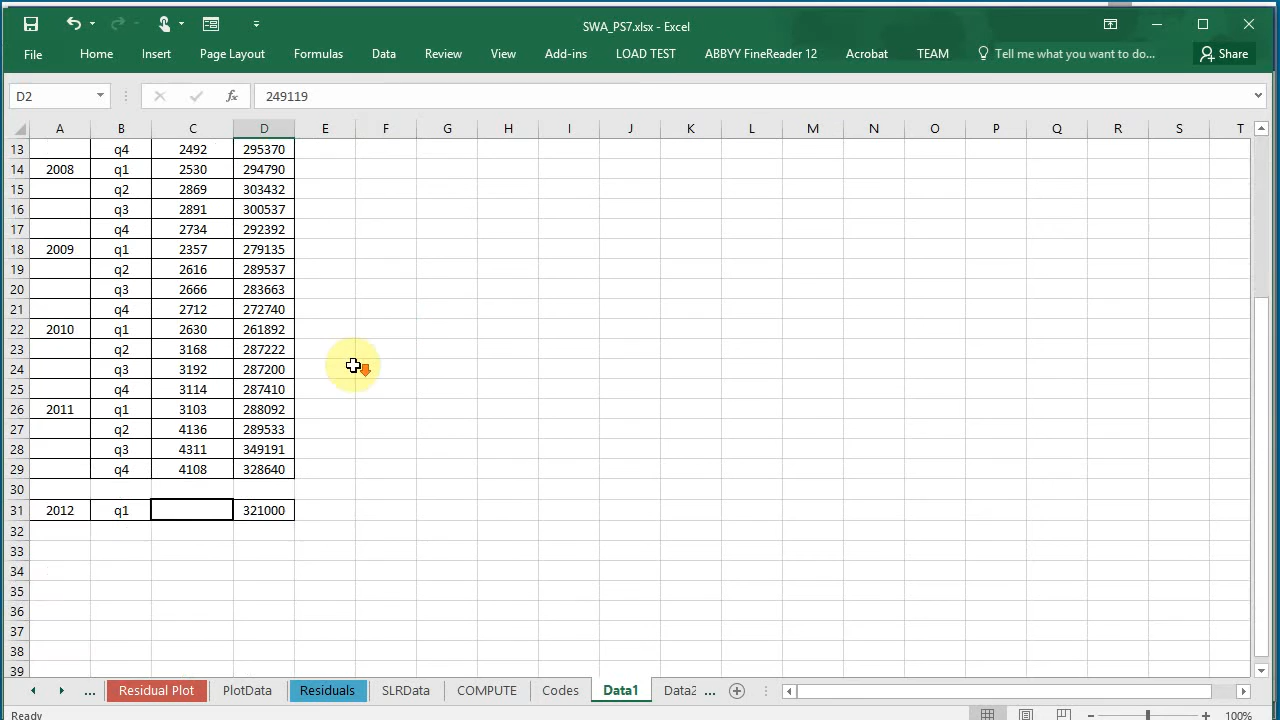 SWA_PS7.xlsx - Excel
File Home Insert Page Layout Formulas Data Review View Add-ins LOAD TEST ABBYY FineReader 12 Acrobat TEAM Tell me what you want to do... Share
D2 fx 249119
A B C D E F G H I J K L M N O P Q R S T
13 q4 2492 295370
14 2008 q1 2530 294790
15 q2 2869 303432
16 q3 2891 300537
17 q4 2734 292392
18 2009 q1 2357 279135
19 q2 2616 289537
20 q3 2666 283663
21 q4 2712 272740
22 2010 q1 2630 261892
23 q2 3168 287222
24 q3 3192 287200
25 q4 3114 287410
26 2011 q1 3103 288092
27 q2 4136 289533
28 q3 4311 349191
29 q4 4108 328640
30
31 2012 q1 321000
32
33
34
35
36
37
38
39
... Residual Plot PlotData Residuals SLRData COMPUTE Codes Data1 Data2 ...
Ready 100%